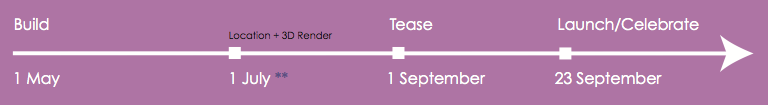 Build
Location + 3D Render
Tease
Launch/Celebrate
1 May
1 July **
1 September
23 September